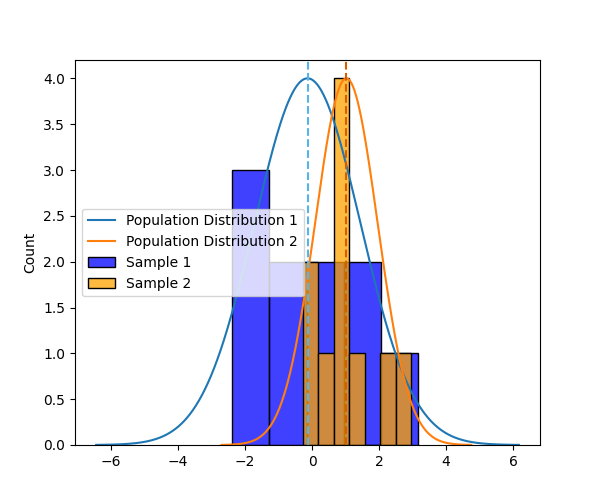 4.0
3.5
3.0
2.5
2.0
1.5
1.0
0.5
0.0
Count
Population Distribution 1
Population Distribution 2
Sample 1
Sample 2
−6 −4 −2 0 2 4 6